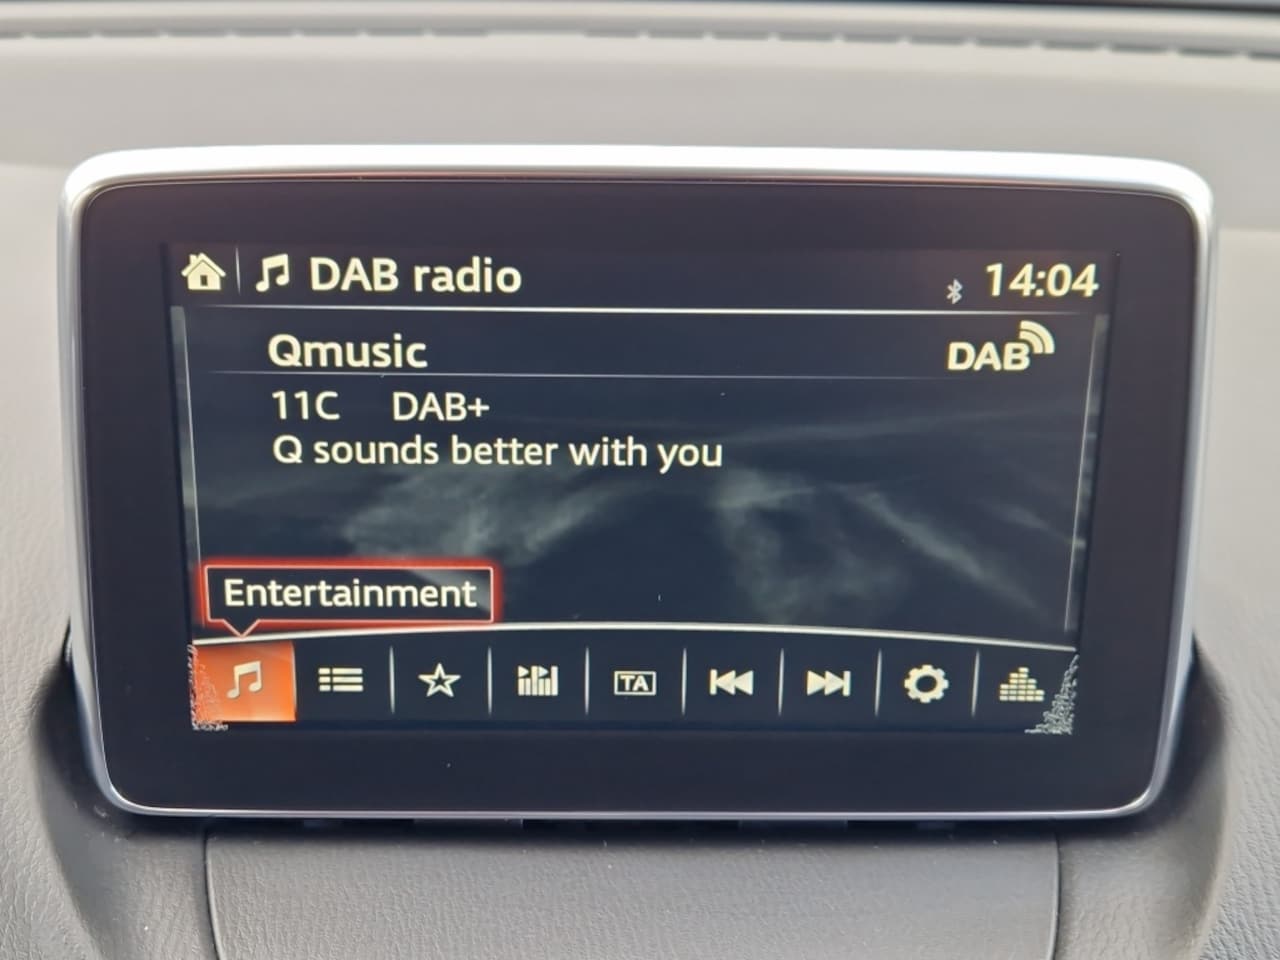 DAB radio
14:04
Qmusic
DAB
11C DAB+
Q sounds better with you
Entertainment
TA